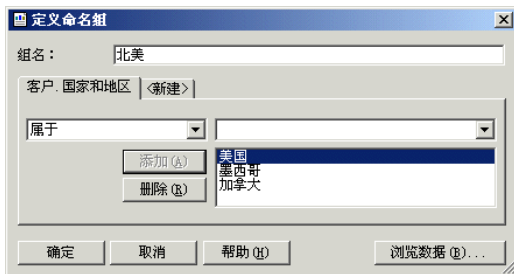 定义命名组
组名： 北美
客户.国家和地区 <新建>
属于
添加(A)
删除(R)
美国
墨西哥
加拿大
确定 取消 帮助(H) 浏览数据(B)...